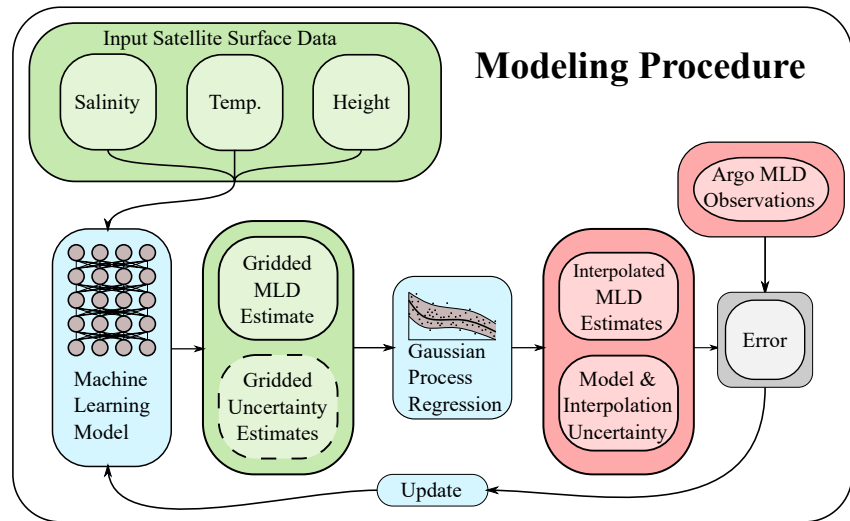 Input Satellite Surface Data
Salinity
Temp.
Height
Modeling Procedure
Argo MLD
Observations
Machine
Learning
Model
Gridded
MLD
Estimate
Gridded
Uncertainty
Estimates
Gaussian
Process
Regression
Interpolated
MLD
Estimates
Model &
Interpolation
Uncertainty
Error
Update